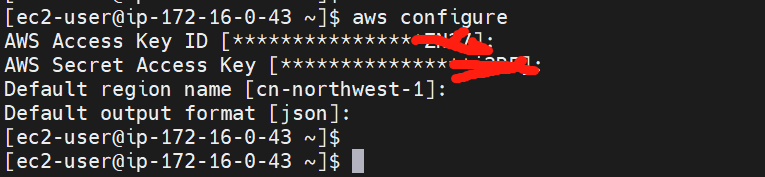 [ec2-user@ip-172-16-0-43 ~]$ aws configure
AWS Access Key ID [****************]:
AWS Secret Access Key [****************]:
Default region name [cn-northwest-1]:
Default output format [json]:
[ec2-user@ip-172-16-0-43 ~]$
[ec2-user@ip-172-16-0-43 ~]$